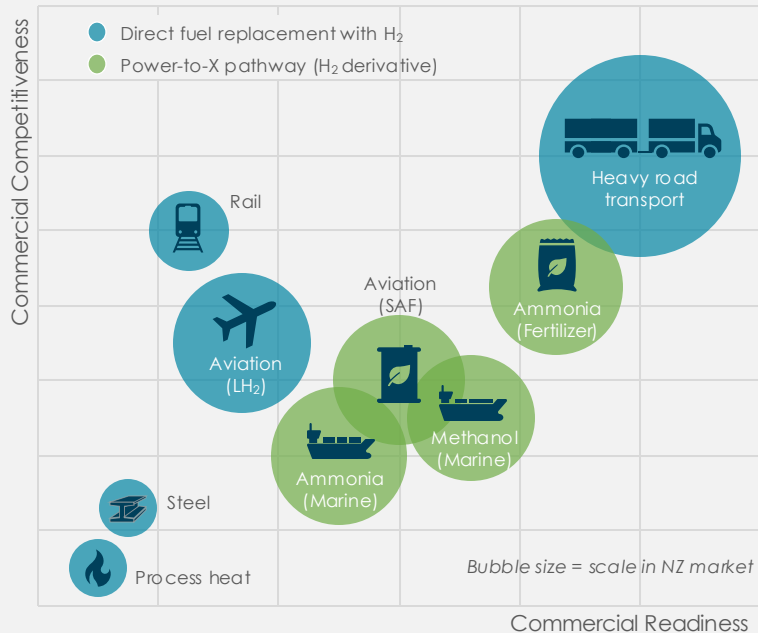 Commercial Competitiveness
Direct fuel replacement with H₂
Power-to-X pathway (H₂ derivative)
Heavy road
transport
Rail
Ammonia
(Fertilizer)
Aviation
(SAF)
Aviation
(LH₂)
Methanol
(Marine)
Ammonia
(Marine)
Steel
Process heat
Bubble size = scale in NZ market
Commercial Readiness